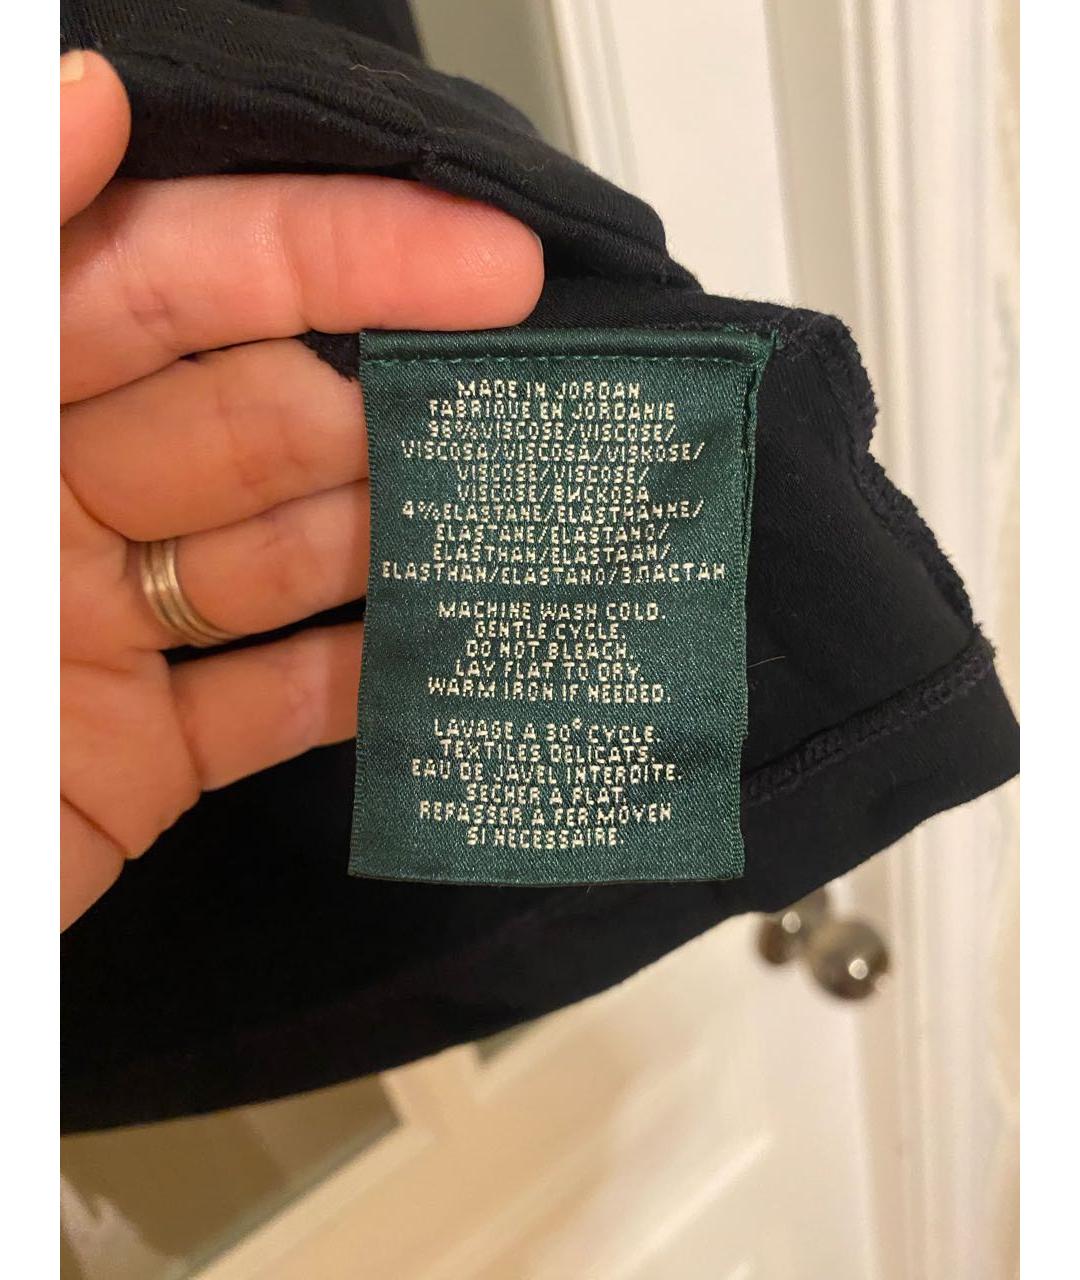 MADE IN JORDAN
FABRIQUE EN JORDANIE
96% VISCOSE/VISCOSE/
VISCOSA/VISCOSA/VISKOSE/
VISCOSE/VISCOSE/
VISCOSE/ВИСКОЗА
4% ELASTANE/ELASTHANNE/
ELASTANE/ELASTANO/
ELASTHAN/ELASTAAN/
ELASTHAN/ELASTANO/ЭЛАСТАН
MACHINE WASH COLD.
GENTLE CYCLE.
DO NOT BLEACH.
LAY FLAT TO DRY.
WARM IRON IF NEEDED.
LAVAGE A 30° CYCLE
TEXTILES DELICATS.
EAU DE JAVEL INTERDITE.
SECHER A PLAT.
REPASSER A FER MOYEN
SI NECESSAIRE.